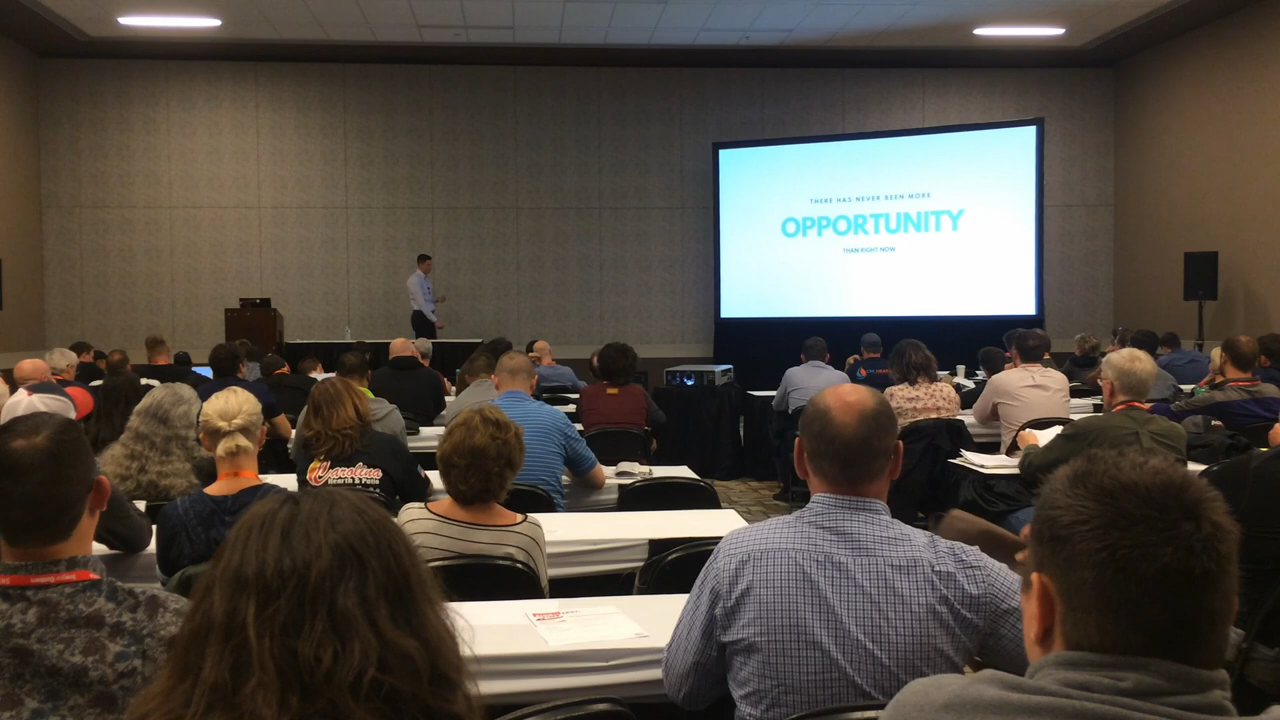 THERE HAS NEVER BEEN MORE
OPPORTUNITY
THAN RIGHT NOW
Carolina
Hearth & Patio